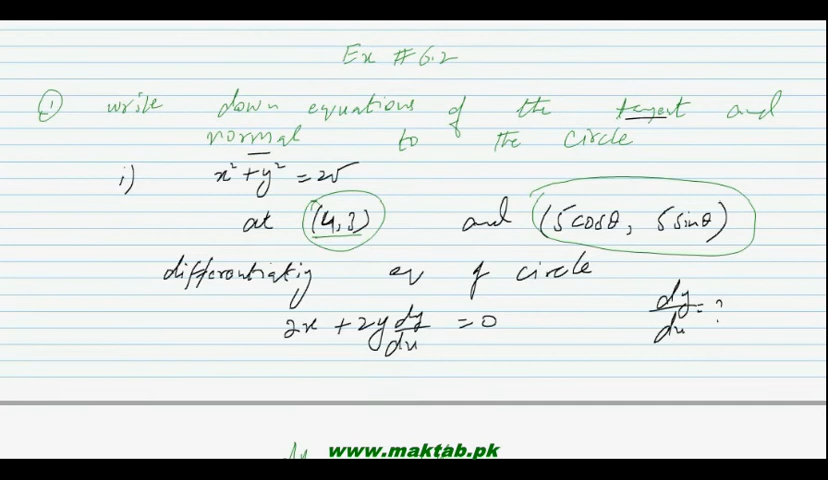 Ex # 6.2
① write down equations of the tangent and
normal to the circle
i) x² + y² = 25
at (4,3) and (5cosθ, 5sinθ)
differentiating eq of circle
2x + 2y dy/dx = 0 dy/dx = ?
www.maktab.pk